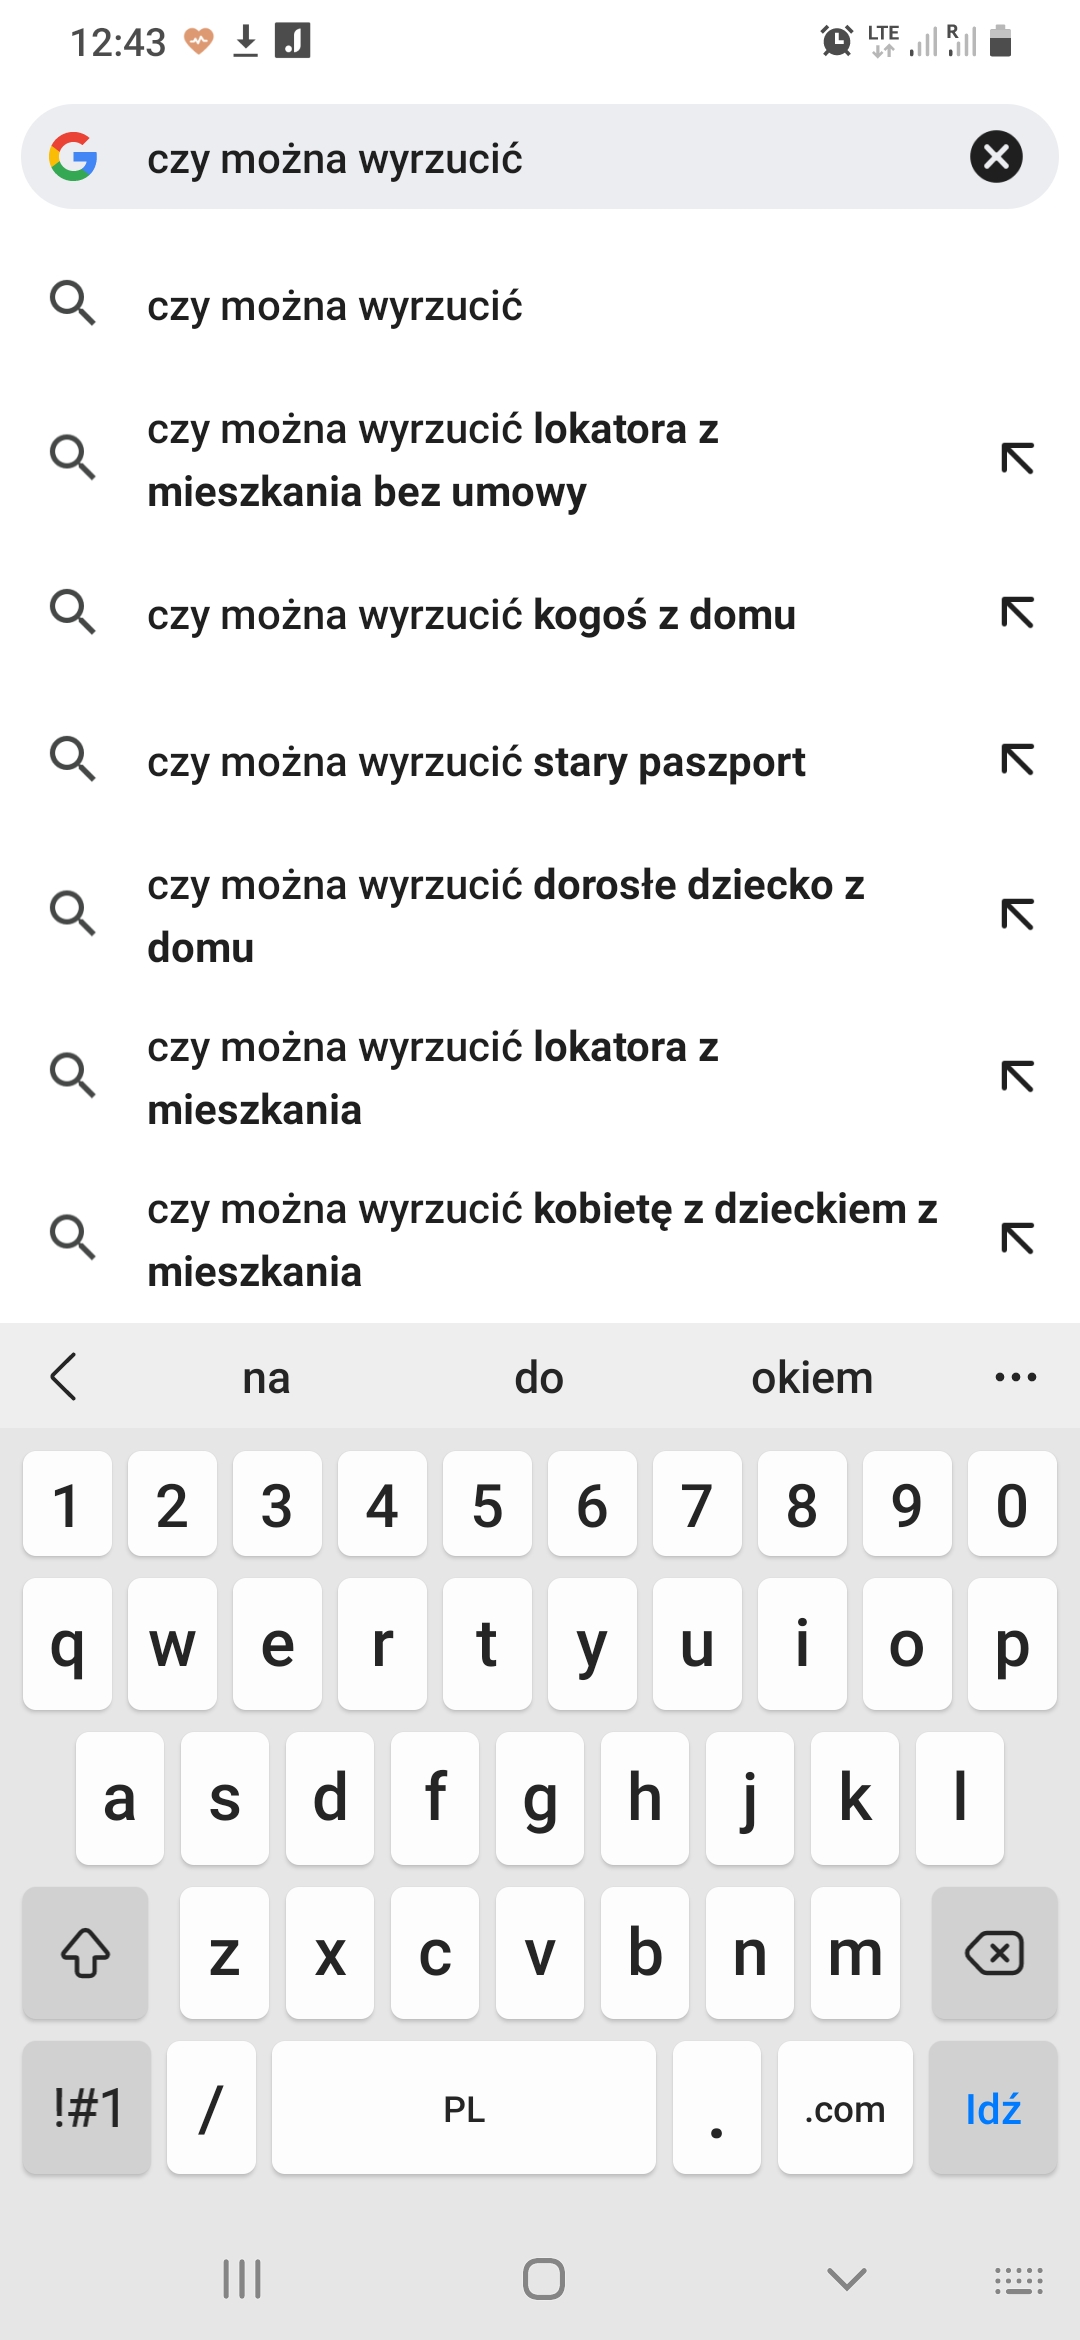 12:43
LTE
R
czy można wyrzucić
czy można wyrzucić
czy można wyrzucić lokatora z
mieszkania bez umowy
czy można wyrzucić kogoś z domu
czy można wyrzucić stary paszport
czy można wyrzucić dorosłe dziecko z
domu
czy można wyrzucić lokatora z
mieszkania
czy można wyrzucić kobietę z dzieckiem z
mieszkania
na do okiem ...
1 2 3 4 5 6 7 8 9 0
q w e r t y u i o p
a s d f g h j k l
z x c v b n m
!#1 / PL . .com Idź